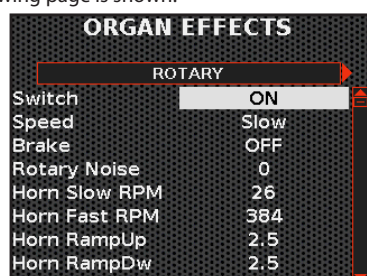 wing page is shown.
ORGAN EFFECTS
ROTARY
Switch ON
Speed Slow
Brake OFF
Rotary Noise 0
Horn Slow RPM 26
Horn Fast RPM 384
Horn RampUp 2.5
Horn RampDw 2.5